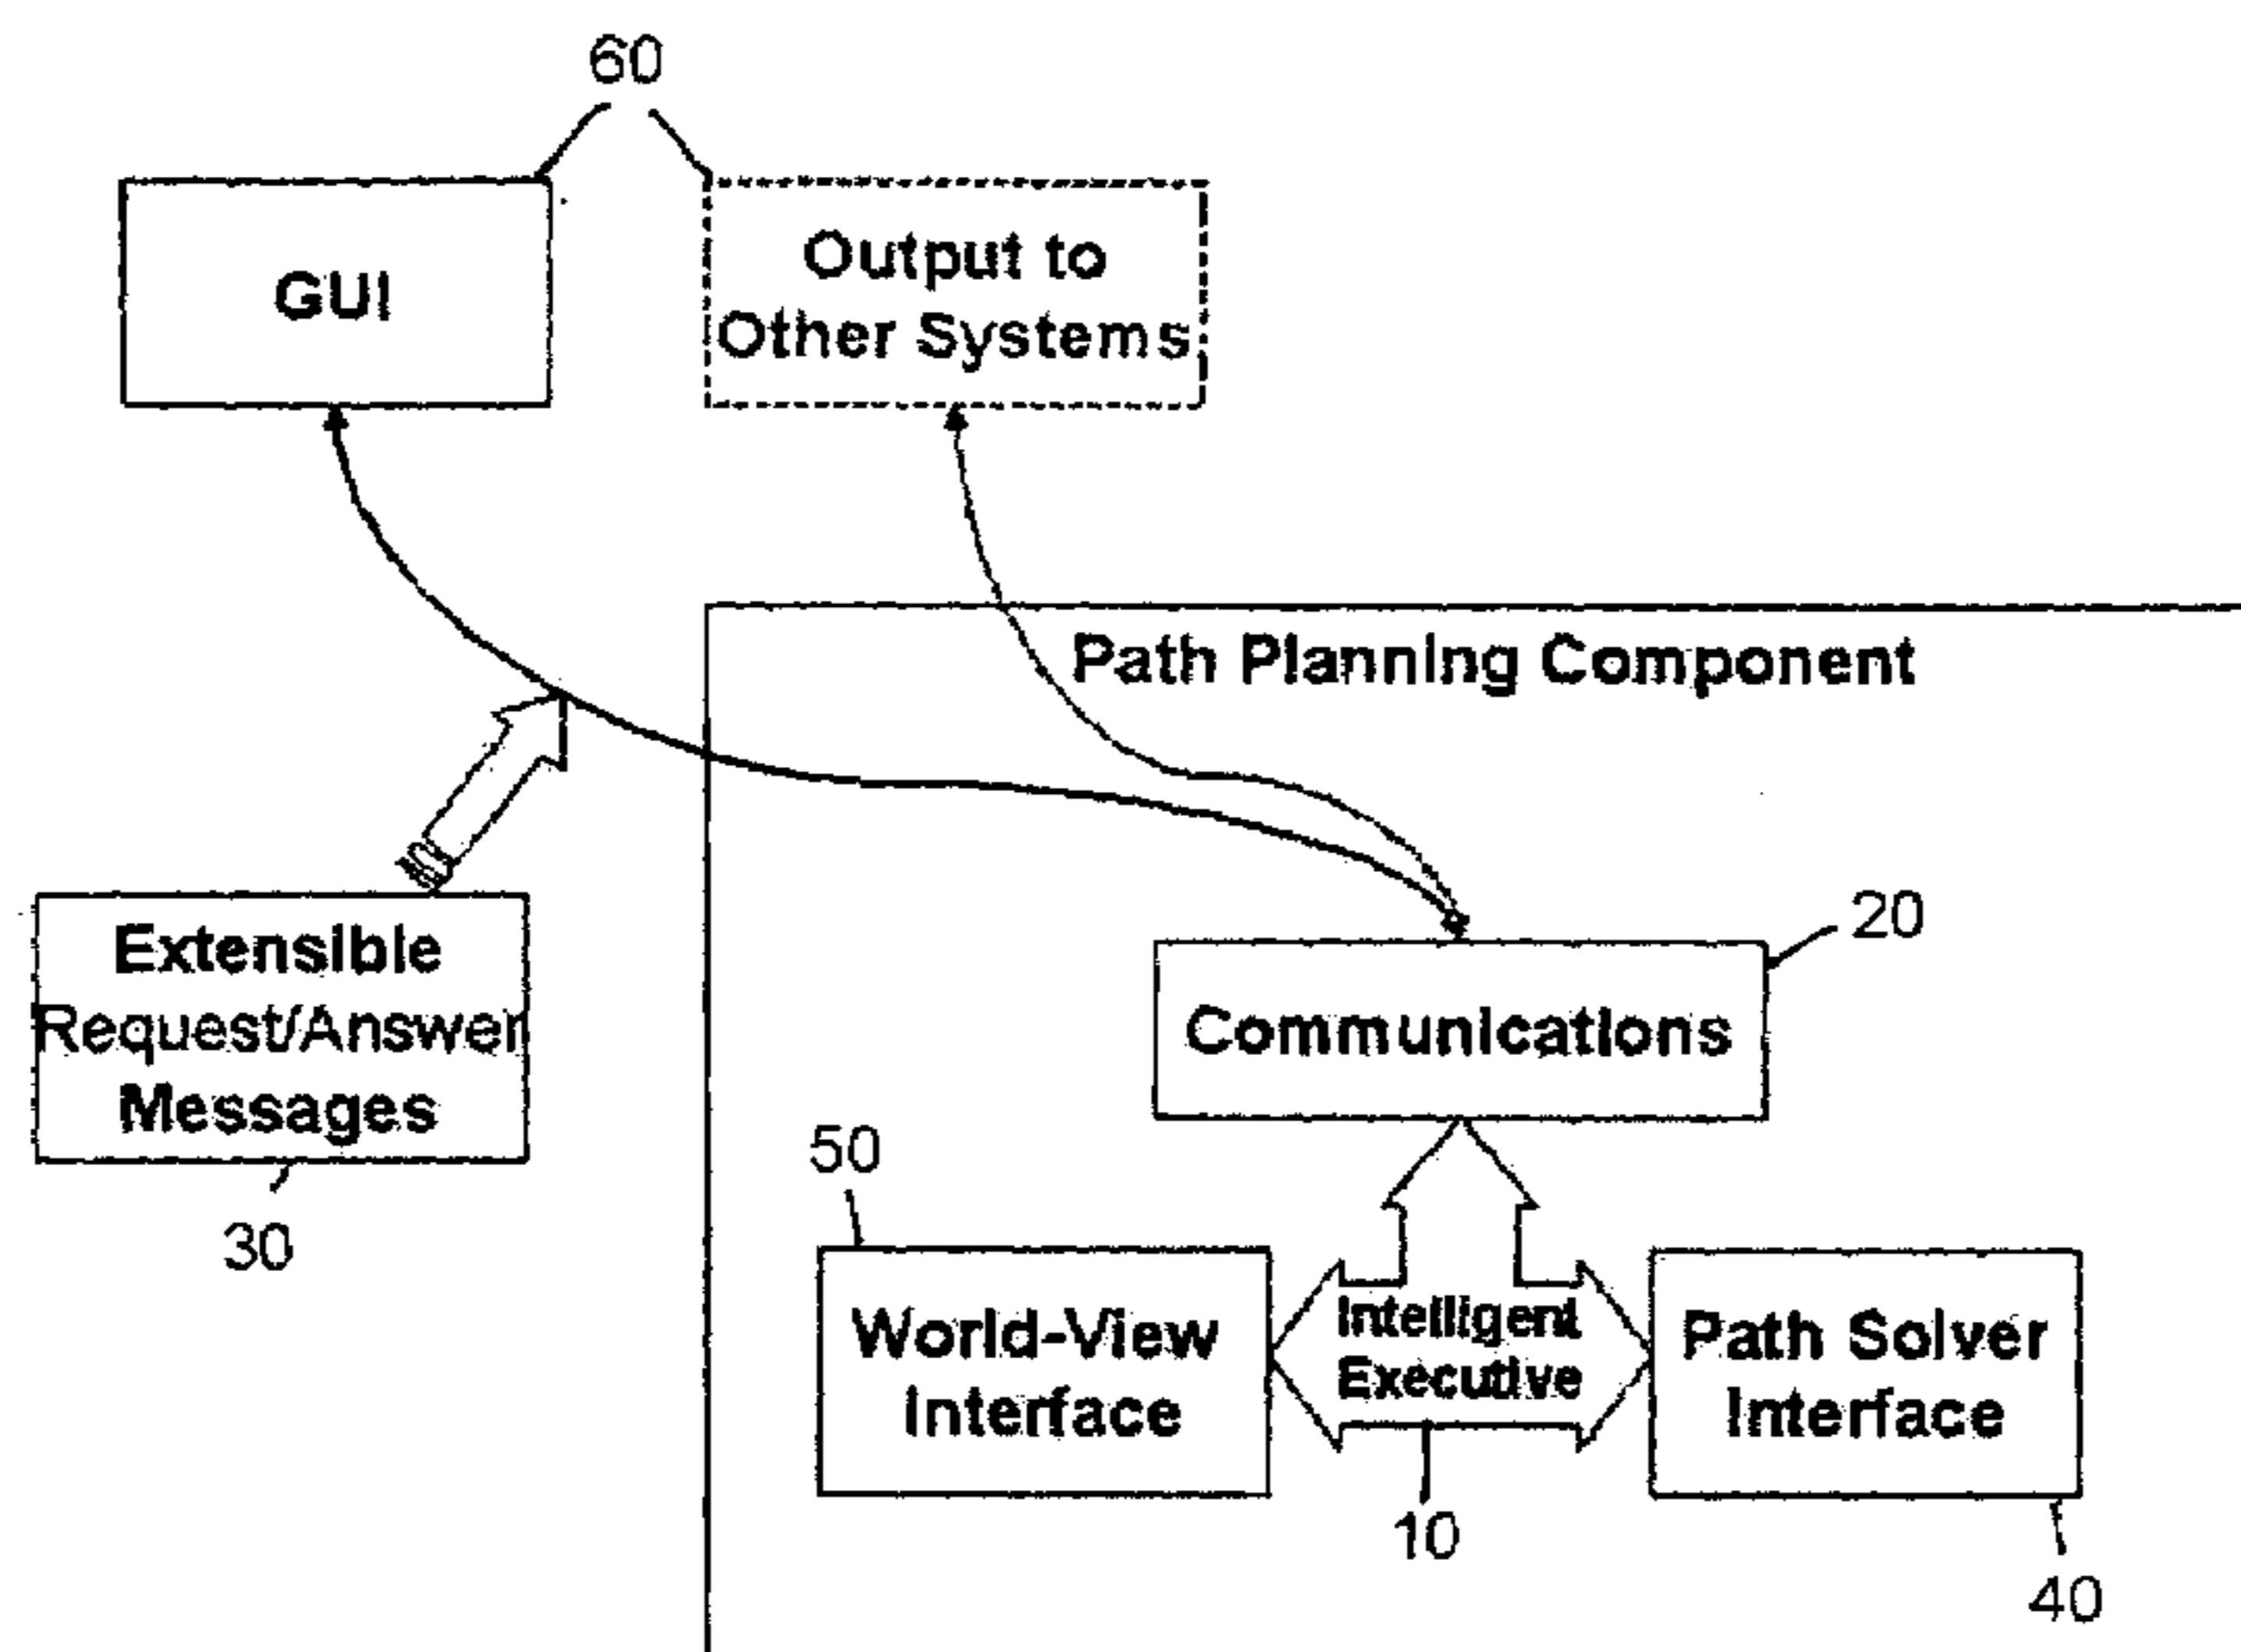 60
GUI
Output to
Other Systems
Path Planning Component
Extensible
Request/Answer
Messages
30
20
Communications
50
World-View
Interface
Intelligent
Executive
10
Path Solver
Interface
40